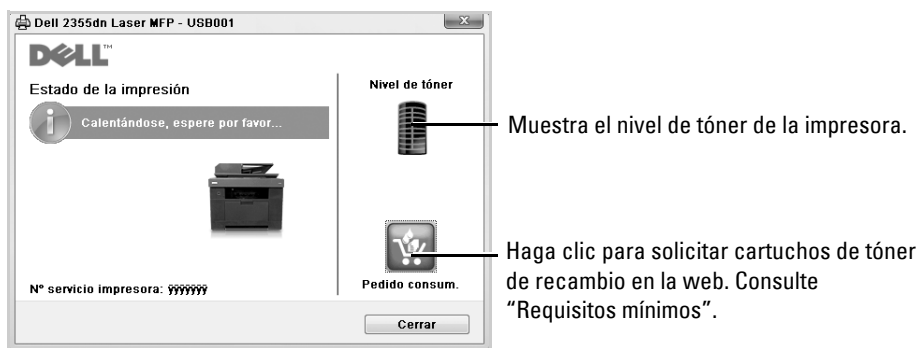 Dell 2355dn Laser MFP - USB001
DELL™
Estado de la impresión
Nivel de tóner
Calentándose, espere por favor...
Muestra el nivel de tóner de la impresora.
Haga clic para solicitar cartuchos de tóner
de recambio en la web. Consulte
“Requisitos mínimos”.
Nº servicio impresora: ÿÿÿÿÿÿÿ
Pedido consum.
Cerrar